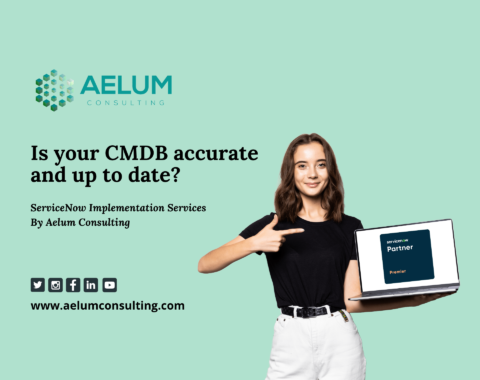 AELUM
CONSULTING
Is your CMDB accurate
and up to date?
ServiceNow Implementation Services
By Aelum Consulting
servicenow
Partner
Premier
www.aelumconsulting.com